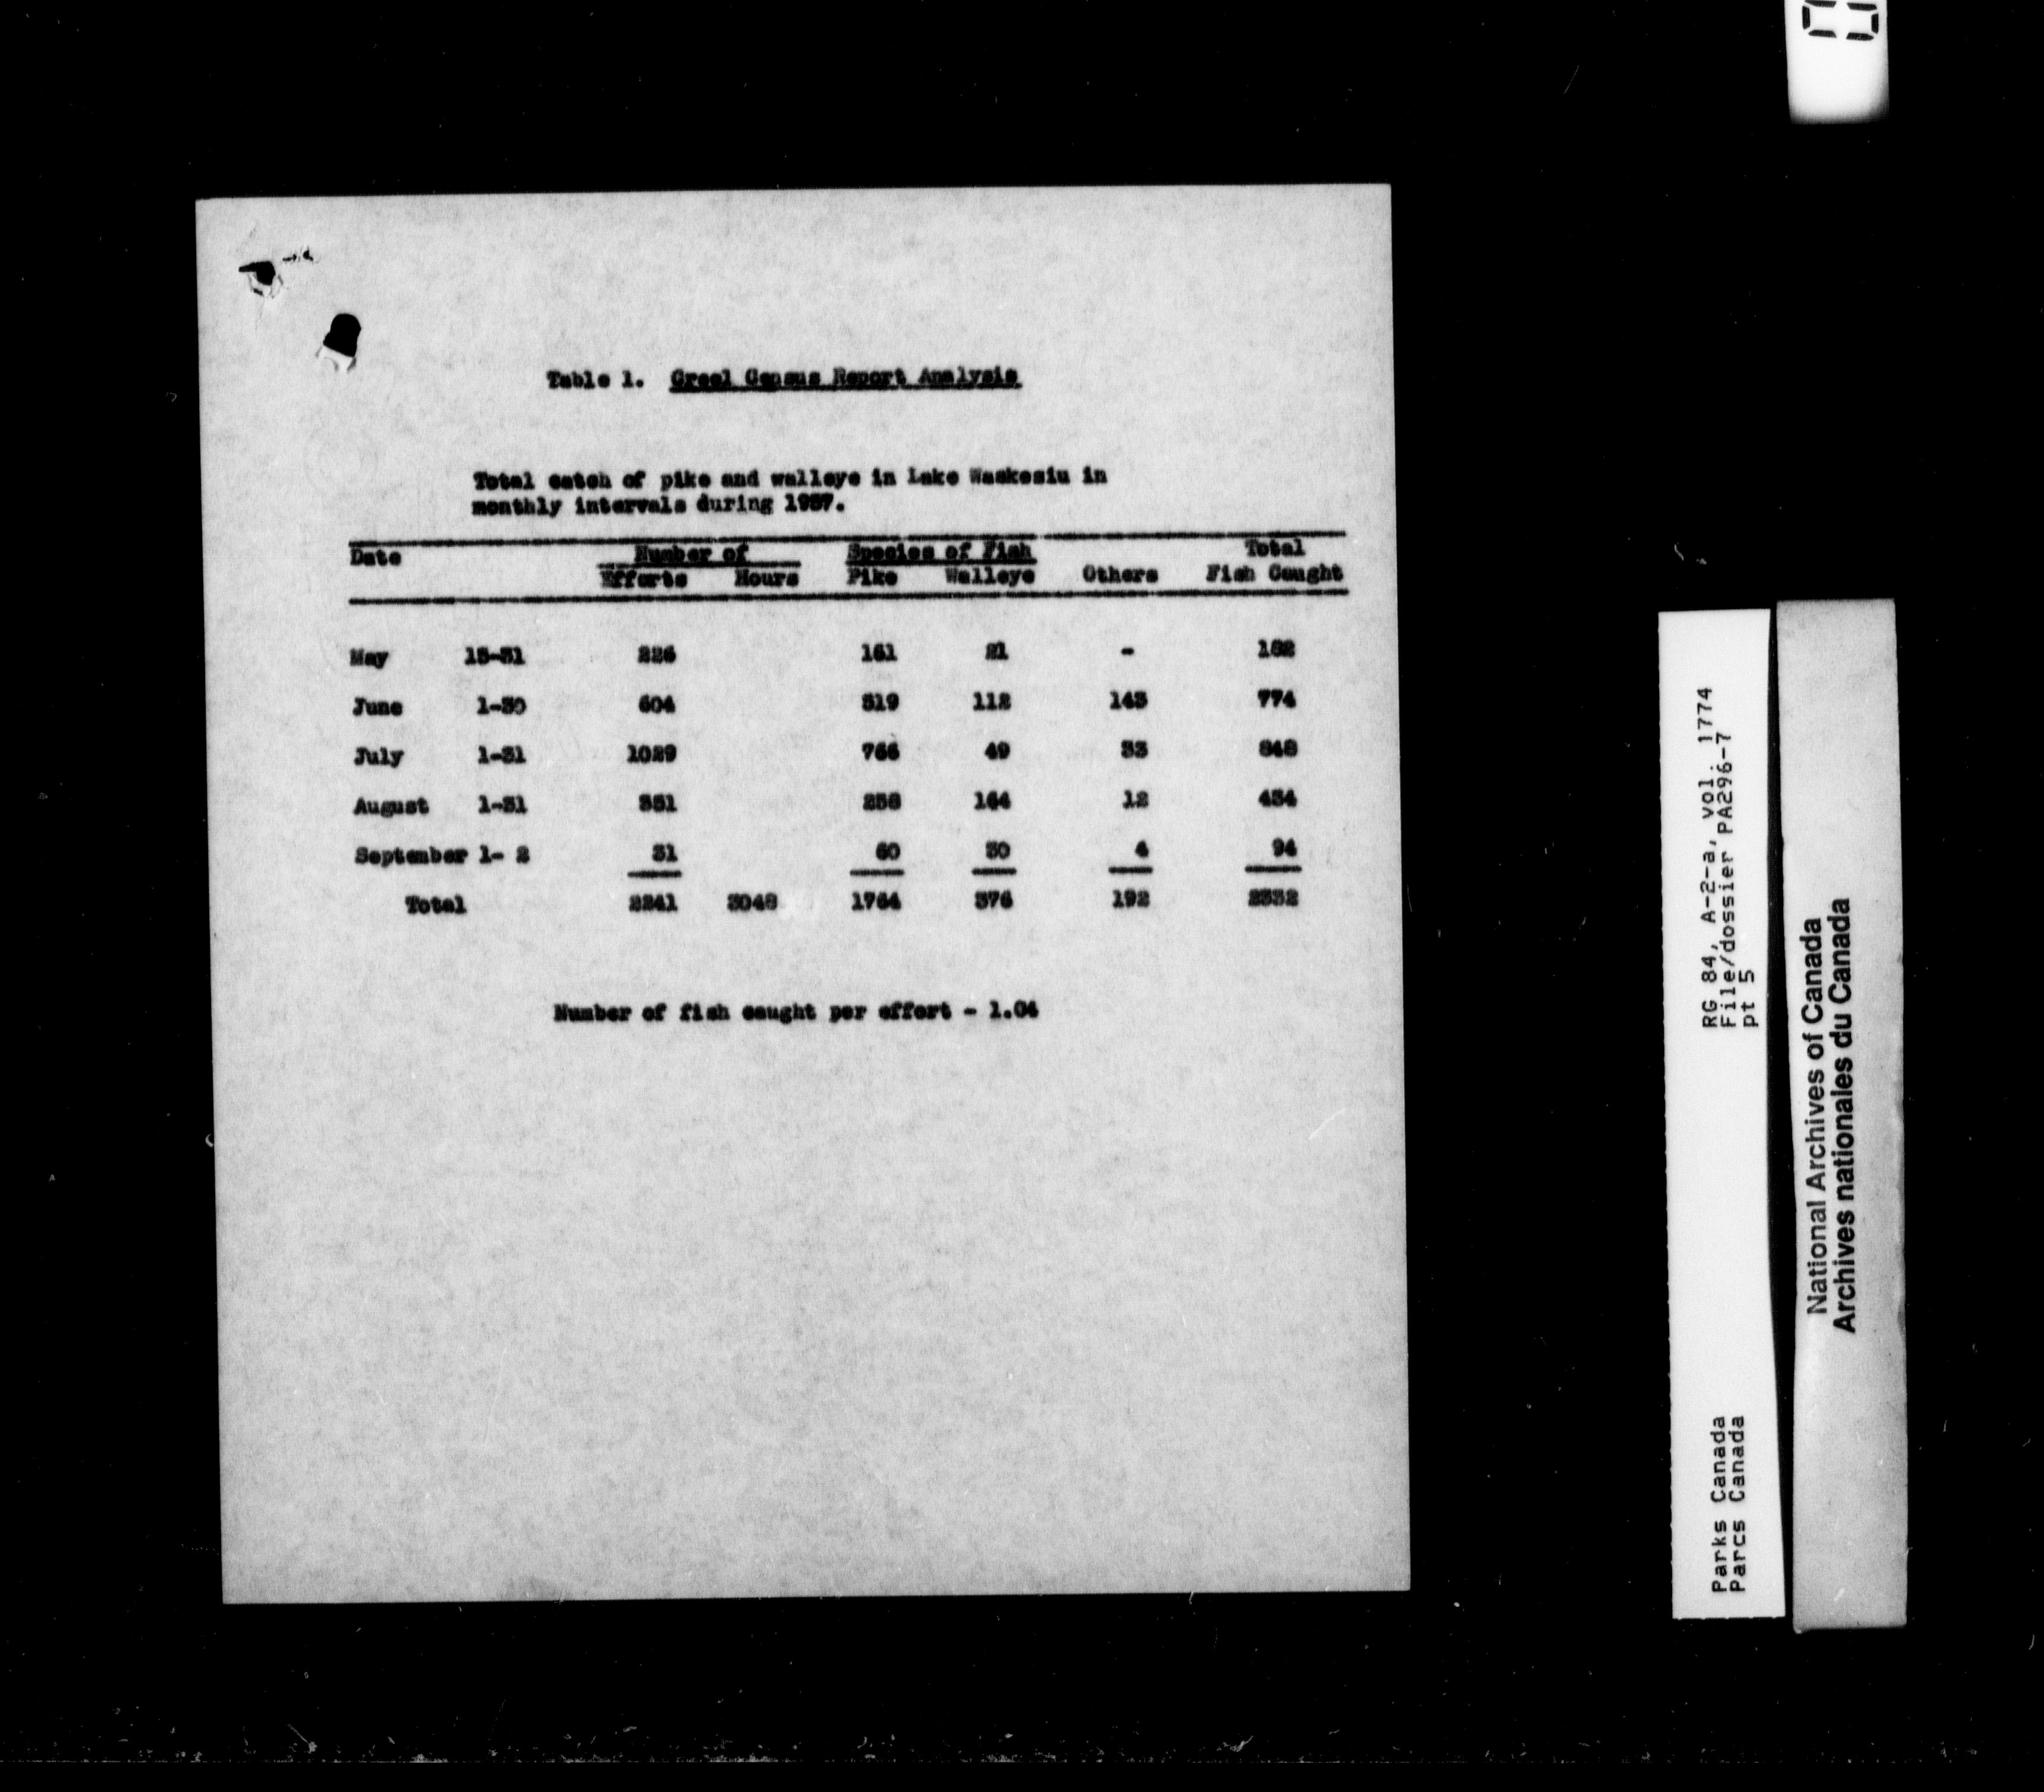 Table 1. Creel Census Report Analysis
Total catch of pike and walleye in Lake Waskesiu in
monthly intervals during 1957.
Date Number of Species of Fish Total
Efforts Hours Pike Walleye Others Fish Caught
May 15-31 226 161 21 - 182
June 1-30 604 519 112 143 774
July 1-31 1029 766 49 33 848
August 1-31 351 258 164 12 434
September 1- 2 31 60 30 4 94
Total 2241 3048 1764 376 192 2332
Number of fish caught per effort - 1.04
RG 84, A-2-a, vol. 1774
File/dossier PA296-7
pt 5
Parks Canada
Parcs Canada
National Archives of Canada
Archives nationales du Canada